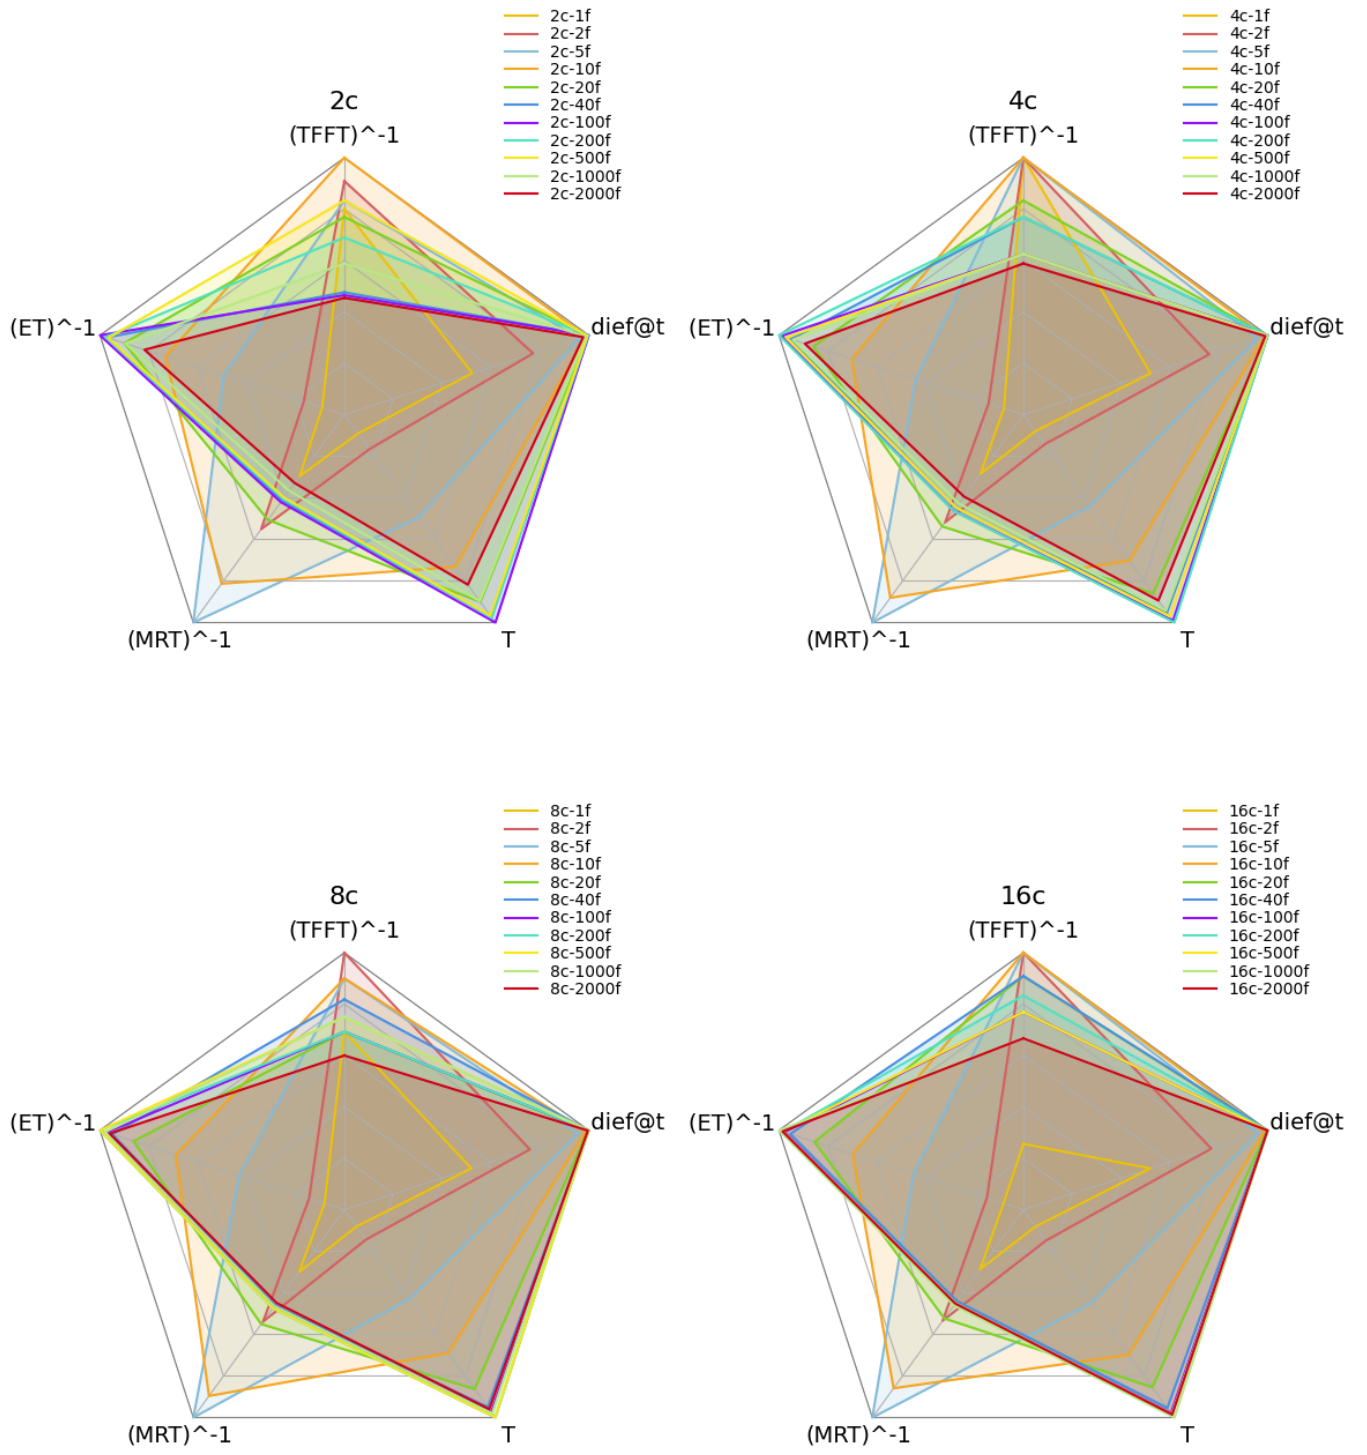 2c-1f
2c-2f
2c-5f
2c-10f
2c-20f
2c-40f
2c-100f
2c-200f
2c-500f
2c-1000f
2c-2000f
2c
(TFFT)^-1
(ET)^-1
dief@t
(MRT)^-1
T
4c-1f
4c-2f
4c-5f
4c-10f
4c-20f
4c-40f
4c-100f
4c-200f
4c-500f
4c-1000f
4c-2000f
4c
(TFFT)^-1
(ET)^-1
dief@t
(MRT)^-1
T
8c-1f
8c-2f
8c-5f
8c-10f
8c-20f
8c-40f
8c-100f
8c-200f
8c-500f
8c-1000f
8c-2000f
8c
(TFFT)^-1
(ET)^-1
dief@t
(MRT)^-1
T
16c-1f
16c-2f
16c-5f
16c-10f
16c-20f
16c-40f
16c-100f
16c-200f
16c-500f
16c-1000f
16c-2000f
16c
(TFFT)^-1
(ET)^-1
dief@t
(MRT)^-1
T